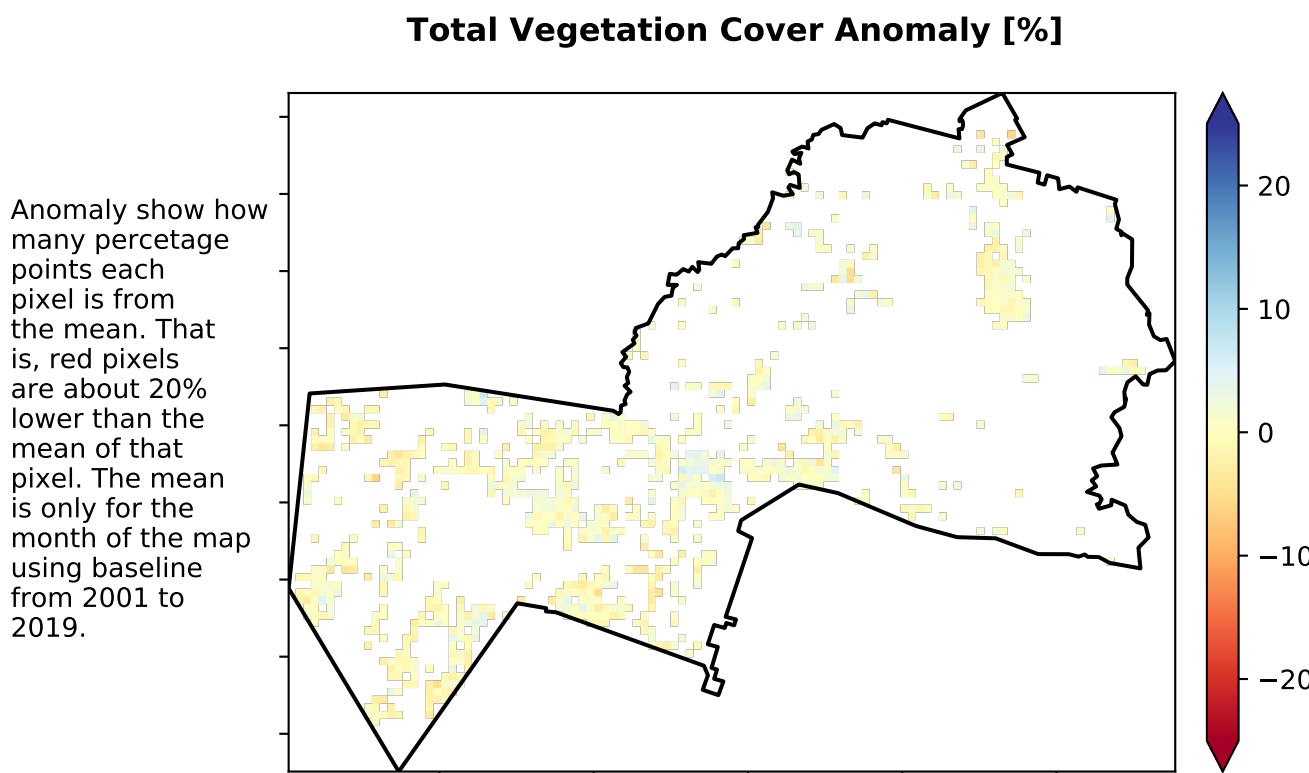 Total Vegetation Cover Anomaly [%]
Anomaly show how
many percetage
points each
pixel is from
the mean. That
is, red pixels
are about 20%
lower than the
mean of that
pixel. The mean
is only for the
month of the map
using baseline
from 2001 to
2019.
20
10
0
−10
−20